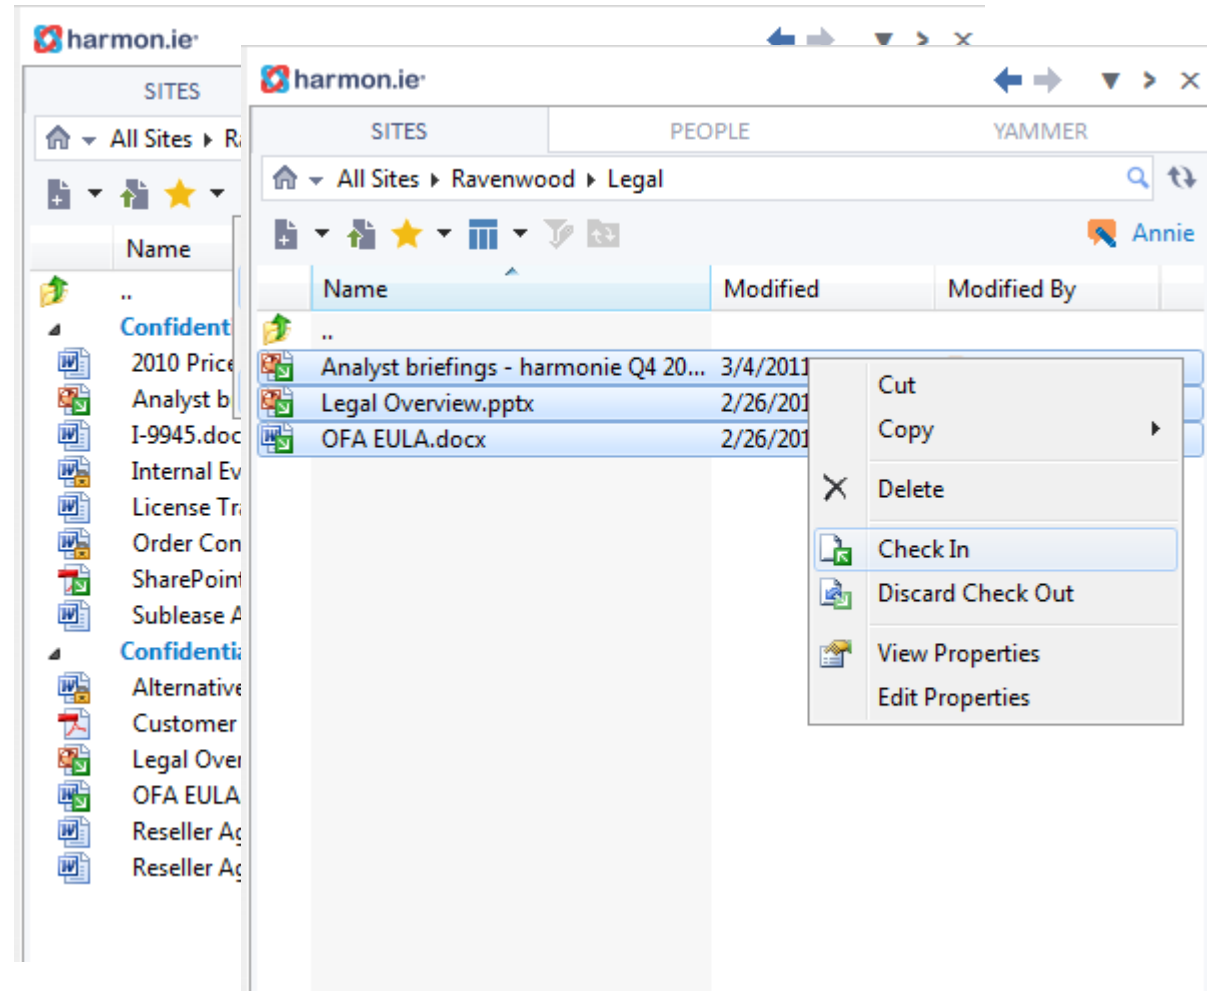 harmon.ie
SITES
All Sites
Name
..
Confident
2010 Price
Analyst b
I-9945.doc
Internal Ev
License Tr
Order Con
SharePoint
Sublease A
Confidentia
Alternative
Customer
Legal Over
OFA EULA
Reseller Ag
Reseller Ag
harmon.ie
SITES PEOPLE YAMMER
All Sites Ravenwood Legal
Annie
Name Modified Modified By
..
Analyst briefings - harmonie Q4 20... 3/4/2011
Legal Overview.pptx 2/26/201
OFA EULA.docx 2/26/201
Cut
Copy
Delete
Check In
Discard Check Out
View Properties
Edit Properties